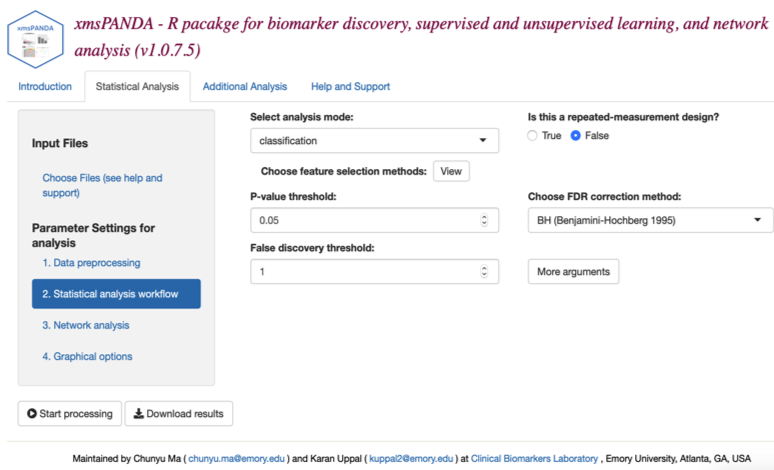 xmsPANDA
xmsPANDA - R pacakge for biomarker discovery, supervised and unsupervised learning, and network
analysis (v1.0.7.5)
Introduction
Statistical Analysis
Additional Analysis
Help and Support
Input Files
Choose Files (see help and
support)
Parameter Settings for
analysis
1. Data preprocessing
2. Statistical analysis workflow
3. Network analysis
4. Graphical options
Select analysis mode:
classification
Is this a repeated-measurement design?
True False
Choose feature selection methods: View
P-value threshold:
0.05
Choose FDR correction method:
BH (Benjamini-Hochberg 1995)
False discovery threshold:
1
More arguments
Start processing
Download results
Maintained by Chunyu Ma ( chunyu.ma@emory.edu ) and Karan Uppal ( kuppal2@emory.edu ) at Clinical Biomarkers Laboratory , Emory University, Atlanta, GA, USA